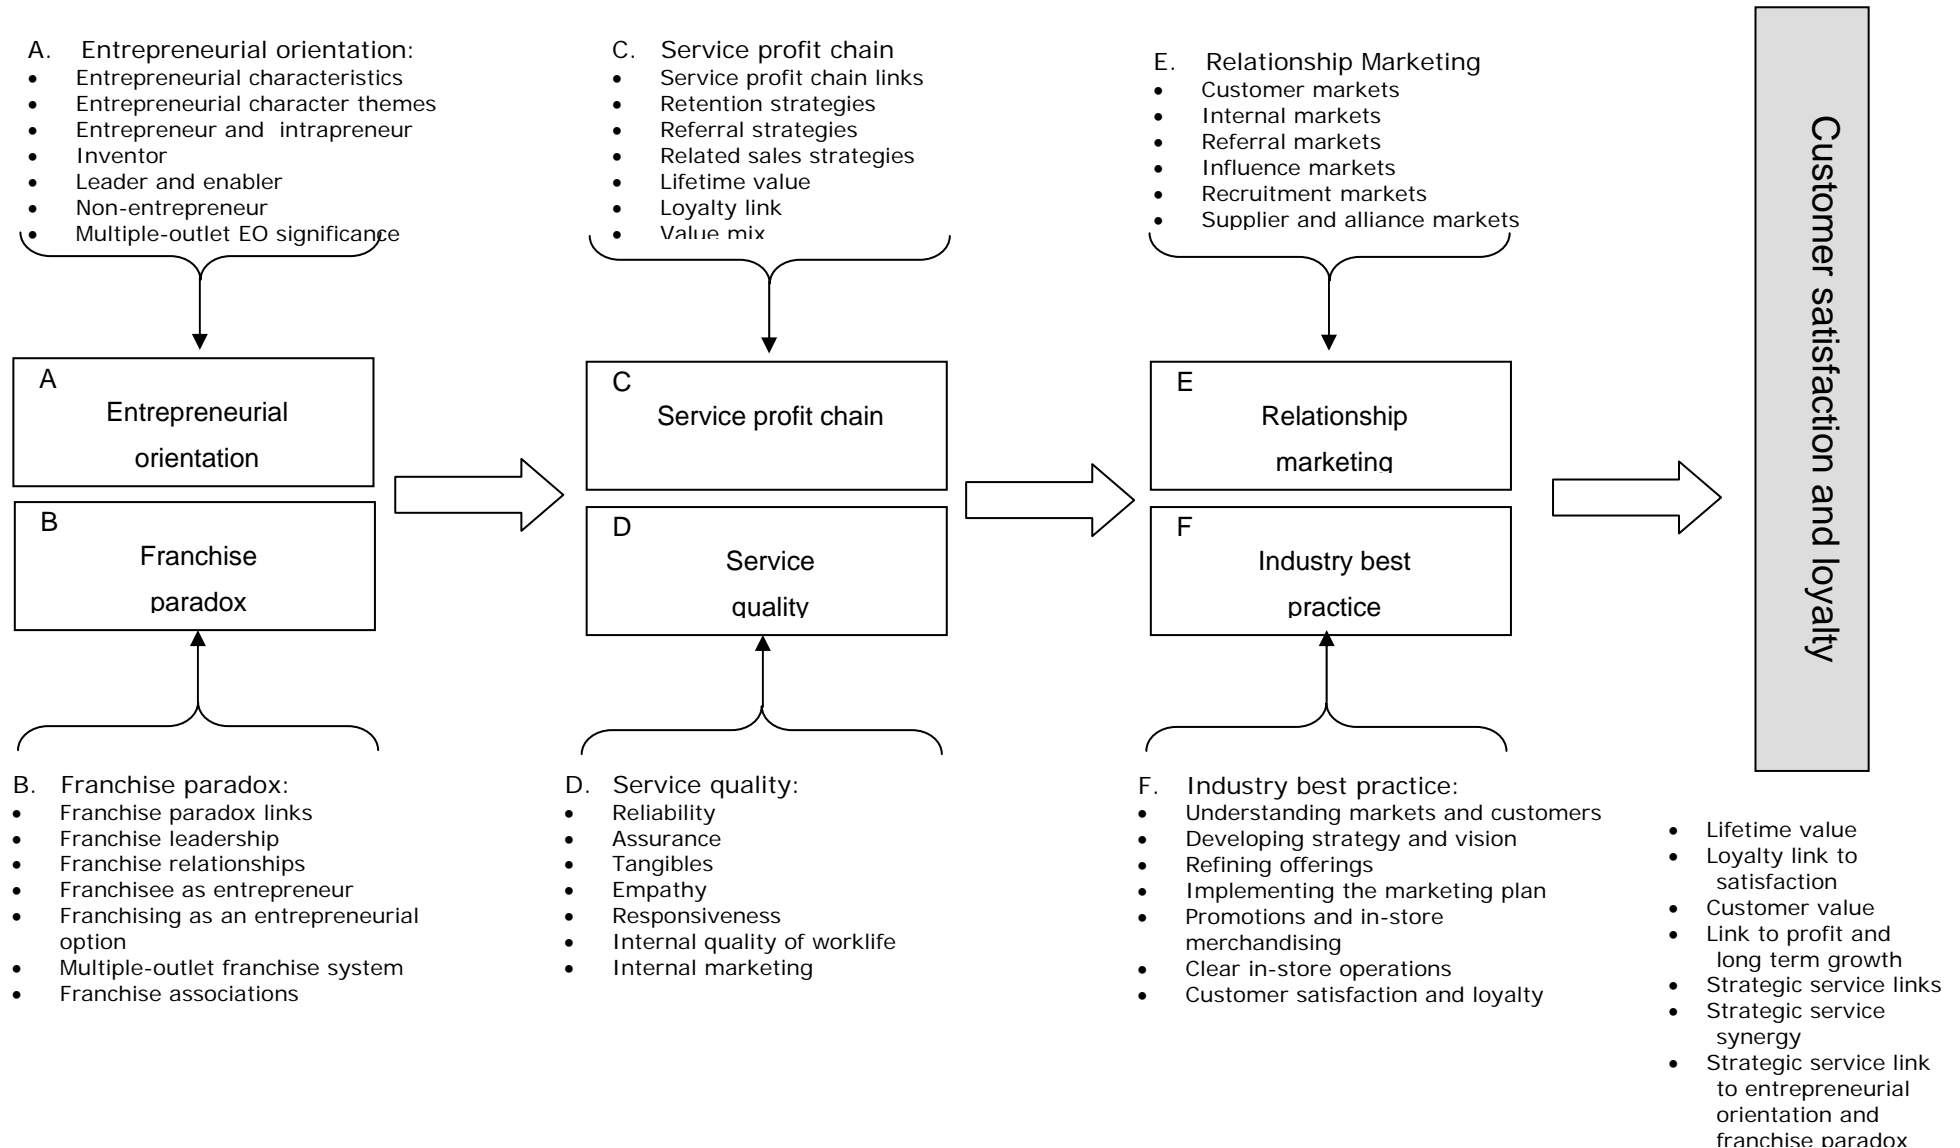 A. Entrepreneurial orientation:
• Entrepreneurial characteristics
• Entrepreneurial character themes
• Entrepreneur and intrapreneur
• Inventor
• Leader and enabler
• Non-entrepreneur
• Multiple-outlet EO significance
C. Service profit chain
• Service profit chain links
• Retention strategies
• Referral strategies
• Related sales strategies
• Lifetime value
• Loyalty link
• Value mix
E. Relationship Marketing
• Customer markets
• Internal markets
• Referral markets
• Influence markets
• Recruitment markets
• Supplier and alliance markets
A
Entrepreneurial
orientation
B
Franchise
paradox
C
Service profit chain
D
Service
quality
E
Relationship
marketing
F
Industry best
practice
Customer satisfaction and loyalty
B. Franchise paradox:
• Franchise paradox links
• Franchise leadership
• Franchise relationships
• Franchisee as entrepreneur
• Franchising as an entrepreneurial
option
• Multiple-outlet franchise system
• Franchise associations
D. Service quality:
• Reliability
• Assurance
• Tangibles
• Empathy
• Responsiveness
• Internal quality of worklife
• Internal marketing
F. Industry best practice:
• Understanding markets and customers
• Developing strategy and vision
• Refining offerings
• Implementing the marketing plan
• Promotions and in-store
merchandising
• Clear in-store operations
• Customer satisfaction and loyalty
• Lifetime value
• Loyalty link to
satisfaction
• Customer value
• Link to profit and
long term growth
• Strategic service links
• Strategic service
synergy
• Strategic service link
to entrepreneurial
orientation and
franchise paradox